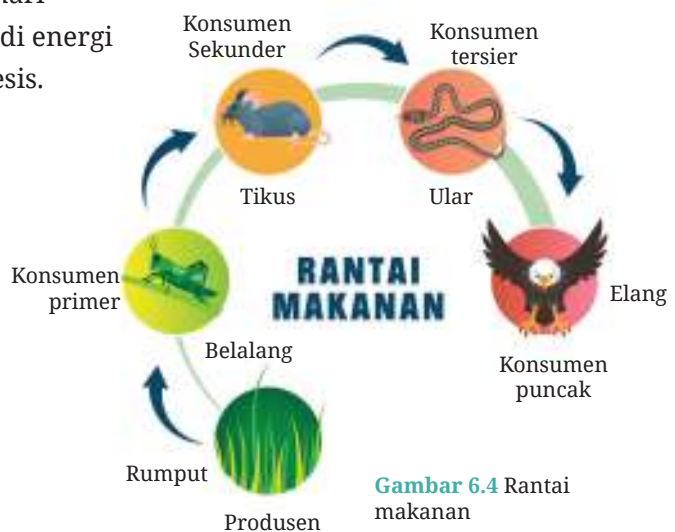 di energi
esis.
Konsumen
Sekunder
Konsumen
tersier
Tikus
Ular
Konsumen
primer
RANTAI
MAKANAN
Elang
Belalang
Konsumen
puncak
Rumput
Gambar 6.4 Rantai
makanan
Produsen